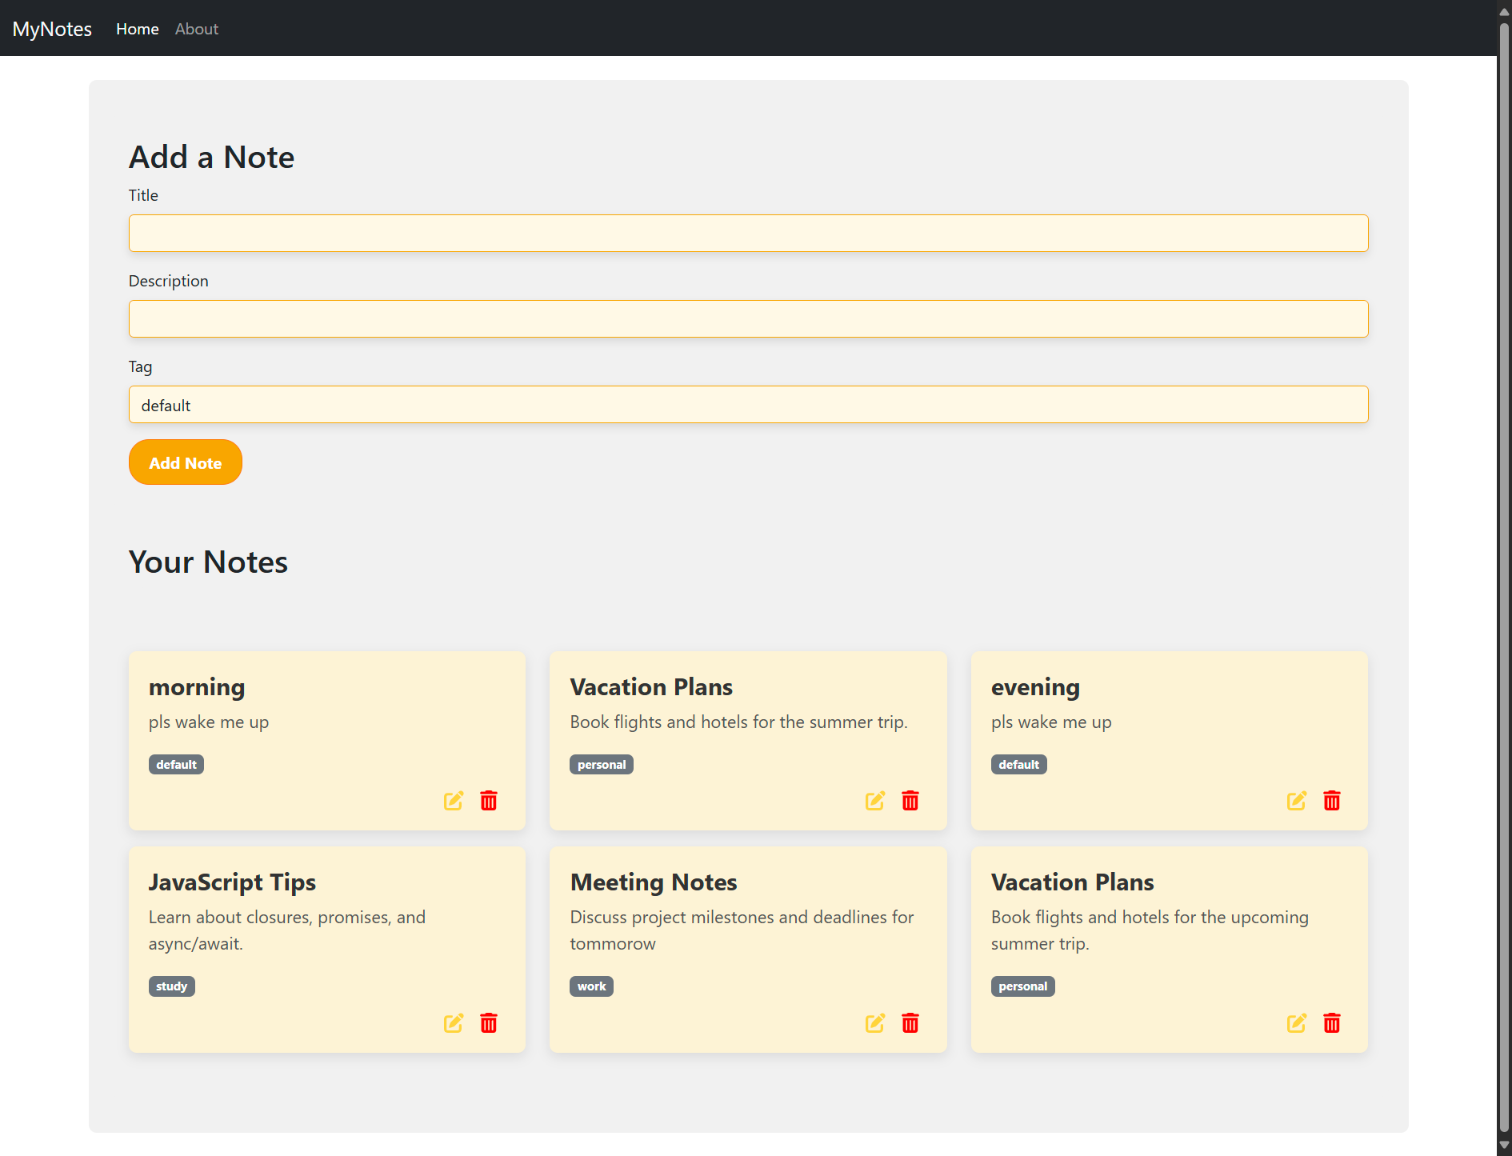 MyNotes Home About
Add a Note
Title
Description
Tag
default
Add Note
Your Notes
morning
pls wake me up
default
Vacation Plans
Book flights and hotels for the summer trip.
personal
evening
pls wake me up
default
JavaScript Tips
Learn about closures, promises, and
async/await.
study
Meeting Notes
Discuss project milestones and deadlines for
tommorow
work
Vacation Plans
Book flights and hotels for the upcoming
summer trip.
personal